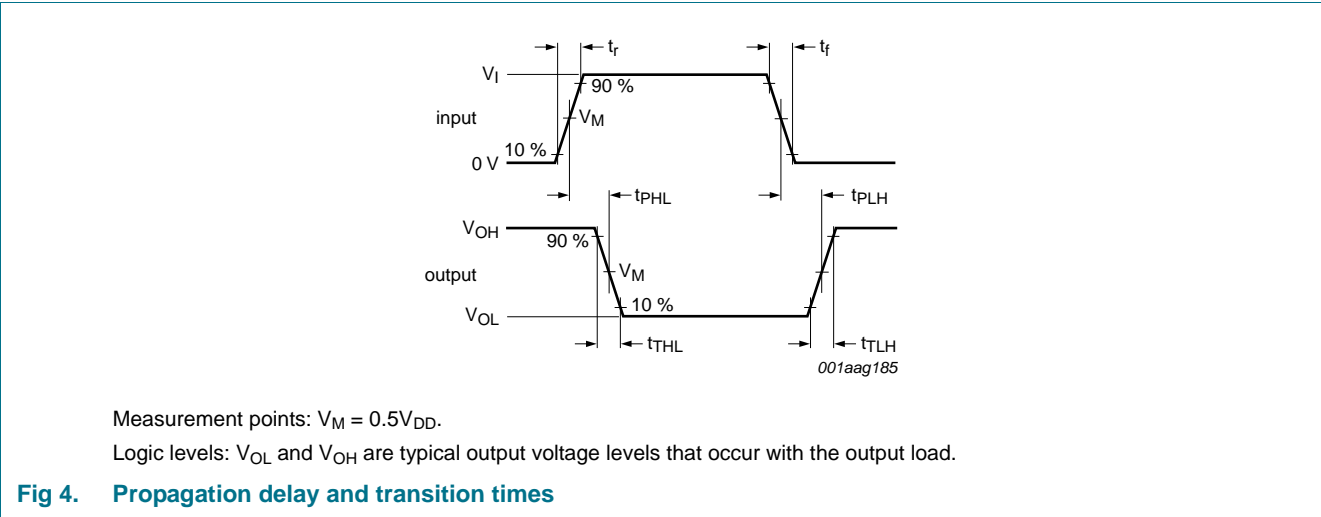 tr tf
VI
90 %
input VM
10 %
0 V
tPHL tPLH
VOH
90 %
output VM
10 %
VOL
tTHL tTLH
001aag185
Measurement points: VM = 0.5VDD.
Logic levels: VOL and VOH are typical output voltage levels that occur with the output load.
Fig 4. Propagation delay and transition times